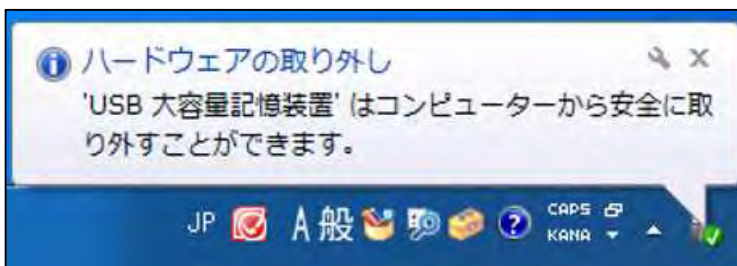 ハードウェアの取り外し
'USB 大容量記憶装置' はコンピューターから安全に取
り外すことができます。
JP A 般 ? CAPS
KANA